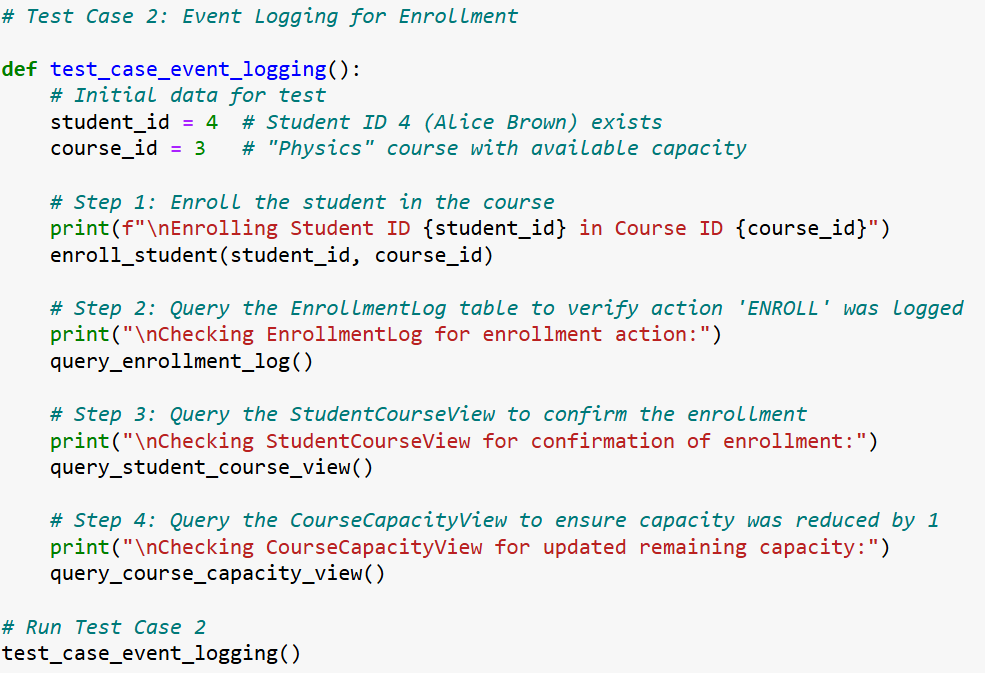 # Test Case 2: Event Logging for Enrollment

def test_case_event_logging():
    # Initial data for test
    student_id = 4  # Student ID 4 (Alice Brown) exists
    course_id = 3   # "Physics" course with available capacity

    # Step 1: Enroll the student in the course
    print(f"\nEnrolling Student ID {student_id} in Course ID {course_id}")
    enroll_student(student_id, course_id)

    # Step 2: Query the EnrollmentLog table to verify action 'ENROLL' was logged
    print("\nChecking EnrollmentLog for enrollment action:")
    query_enrollment_log()

    # Step 3: Query the StudentCourseView to confirm the enrollment
    print("\nChecking StudentCourseView for confirmation of enrollment:")
    query_student_course_view()

    # Step 4: Query the CourseCapacityView to ensure capacity was reduced by 1
    print("\nChecking CourseCapacityView for updated remaining capacity:")
    query_course_capacity_view()

# Run Test Case 2
test_case_event_logging()